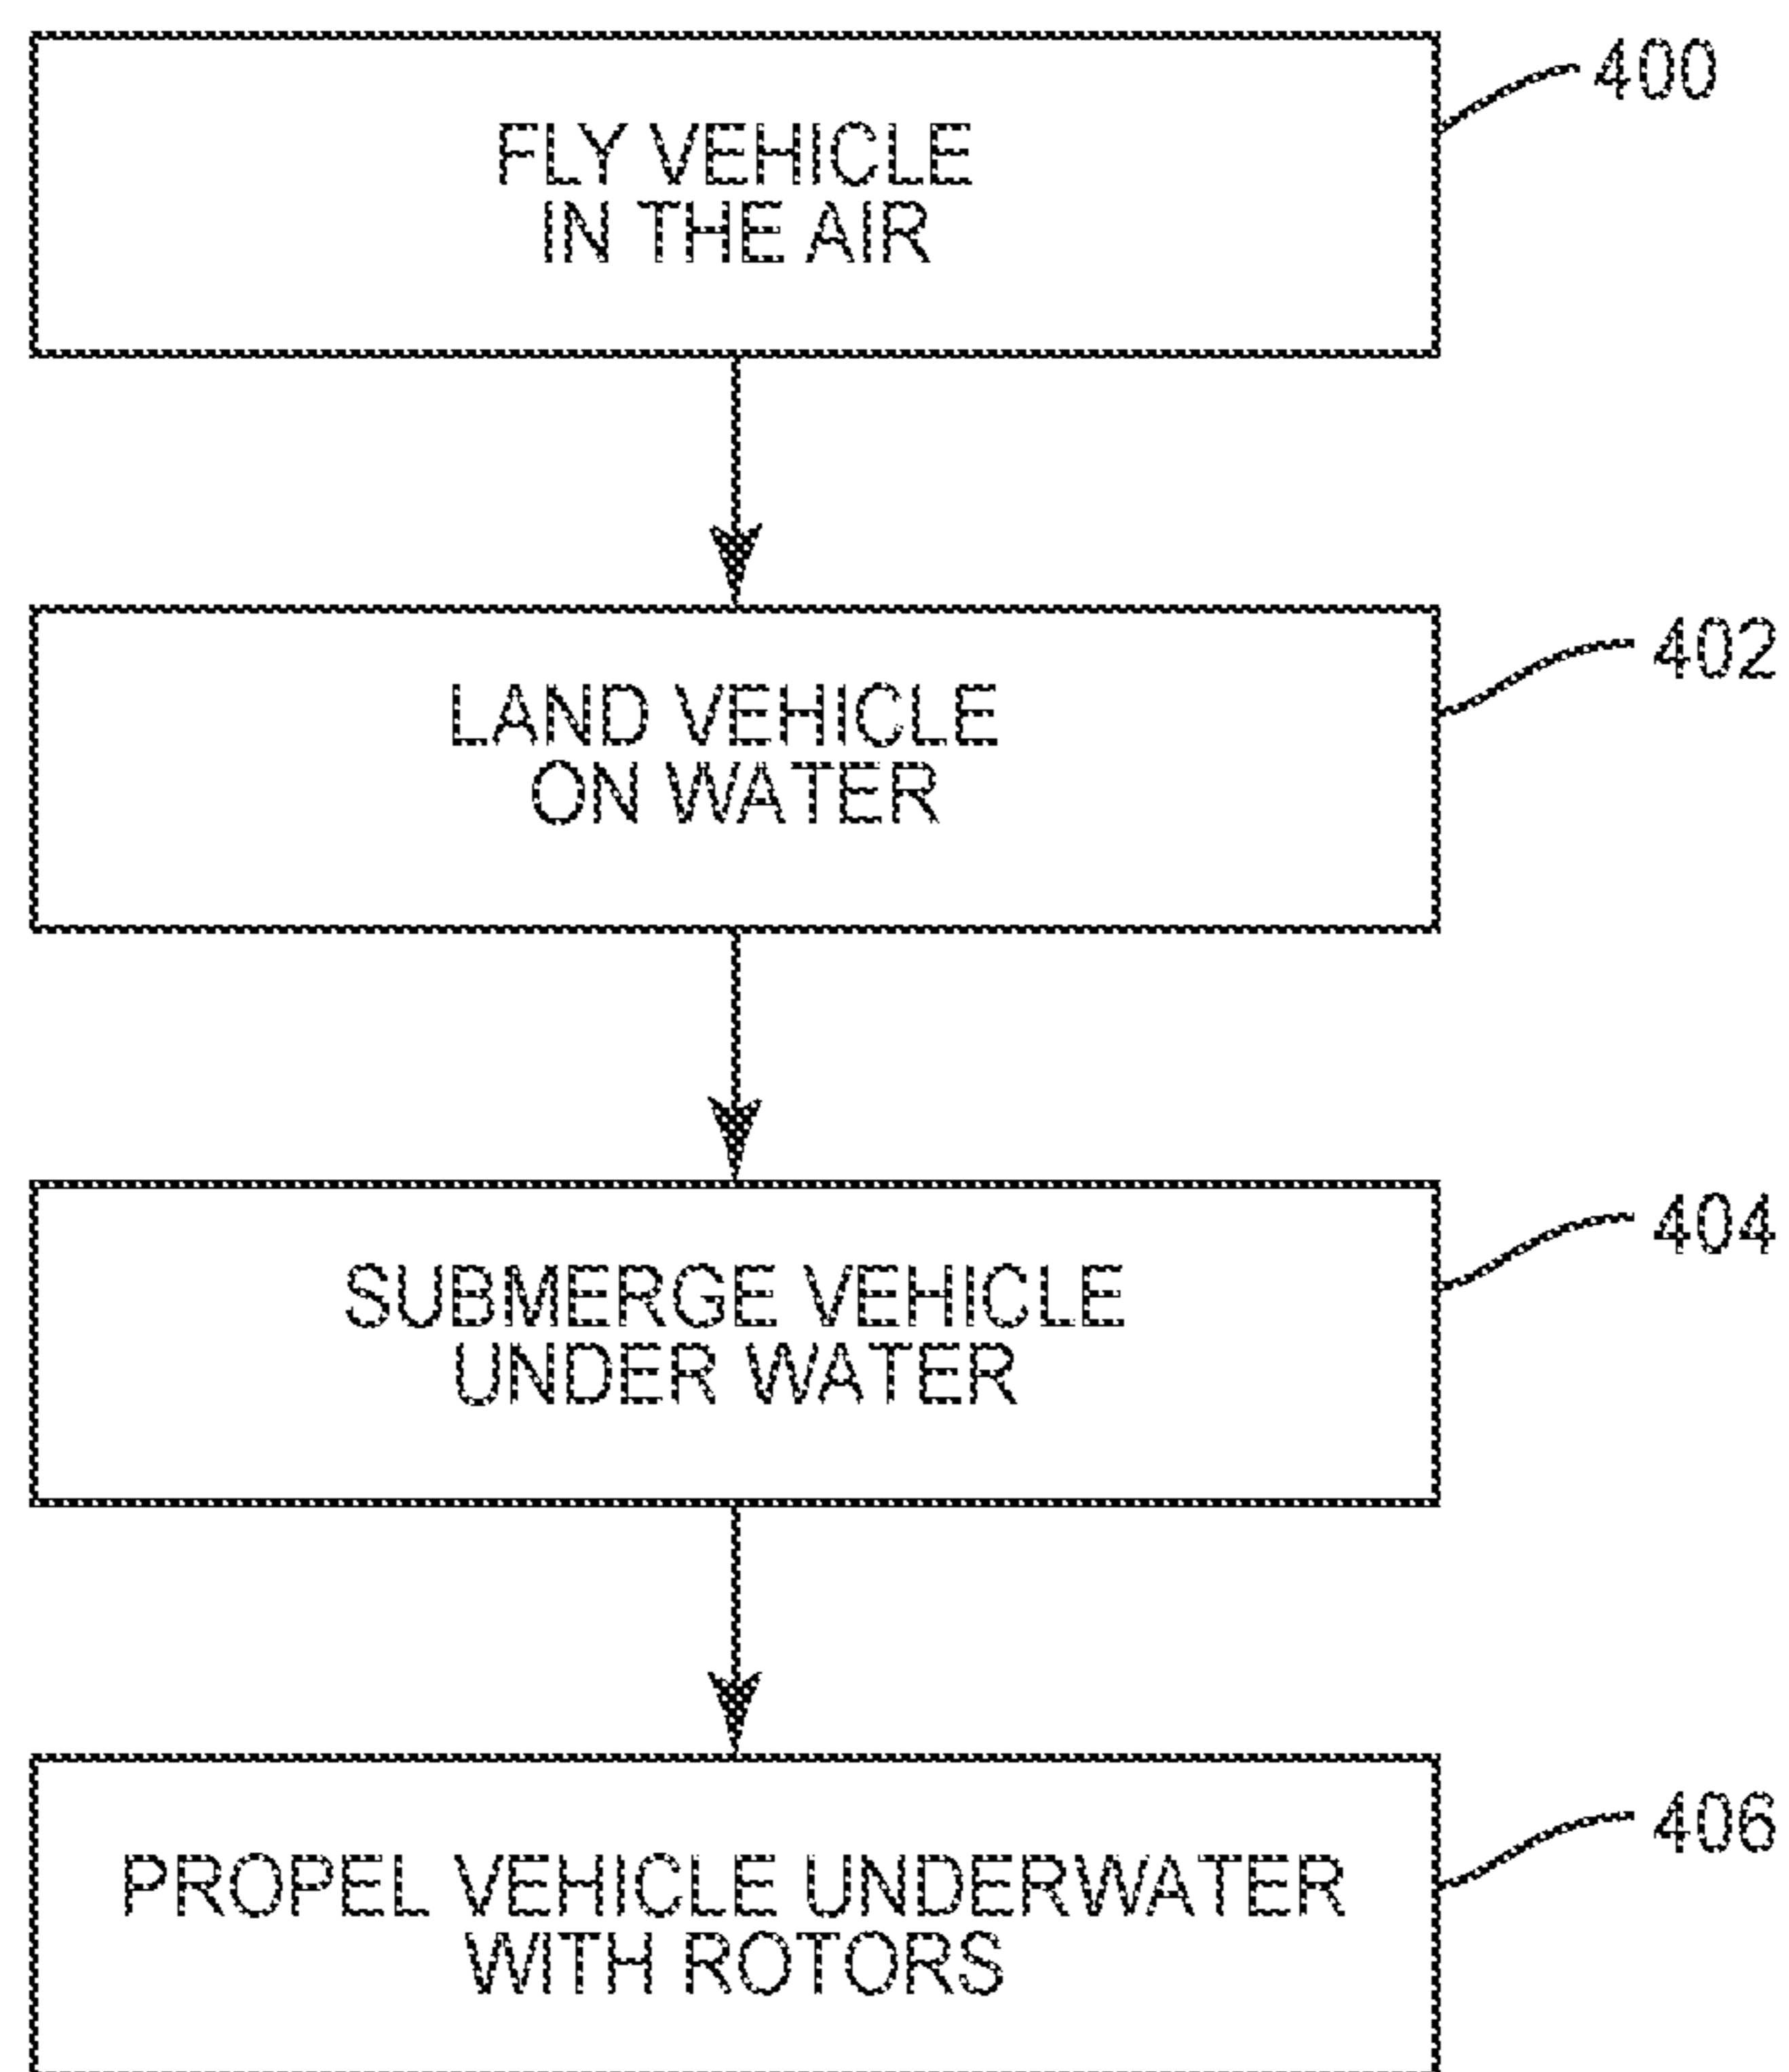 400
FLY VEHICLE
IN THE AIR
402
LAND VEHICLE
ON WATER
404
SUBMERGE VEHICLE
UNDER WATER
406
PROPEL VEHICLE UNDERWATER
WITH ROTORS